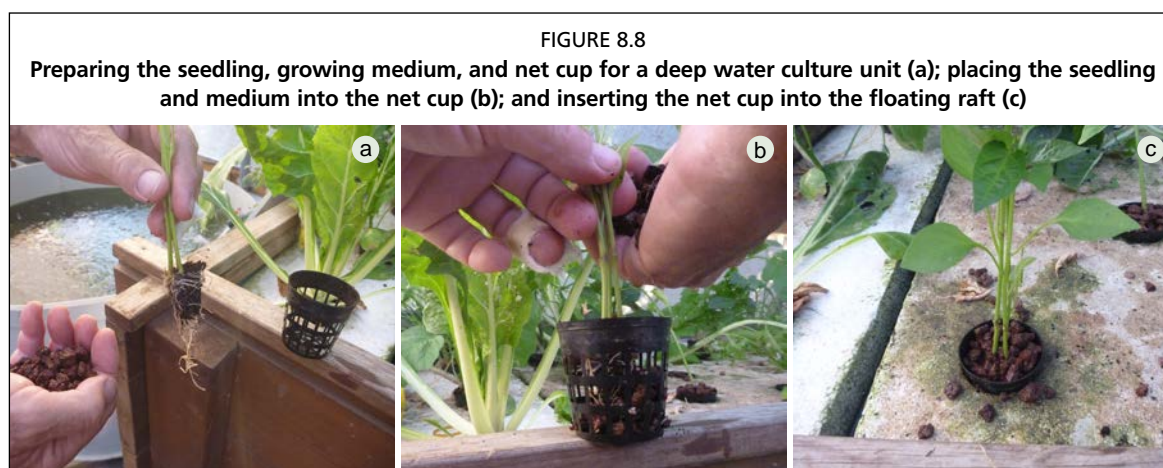 FIGURE 8.8
Preparing the seedling, growing medium, and net cup for a deep water culture unit (a); placing the seedling
and medium into the net cup (b); and inserting the net cup into the floating raft (c)
a
b
c